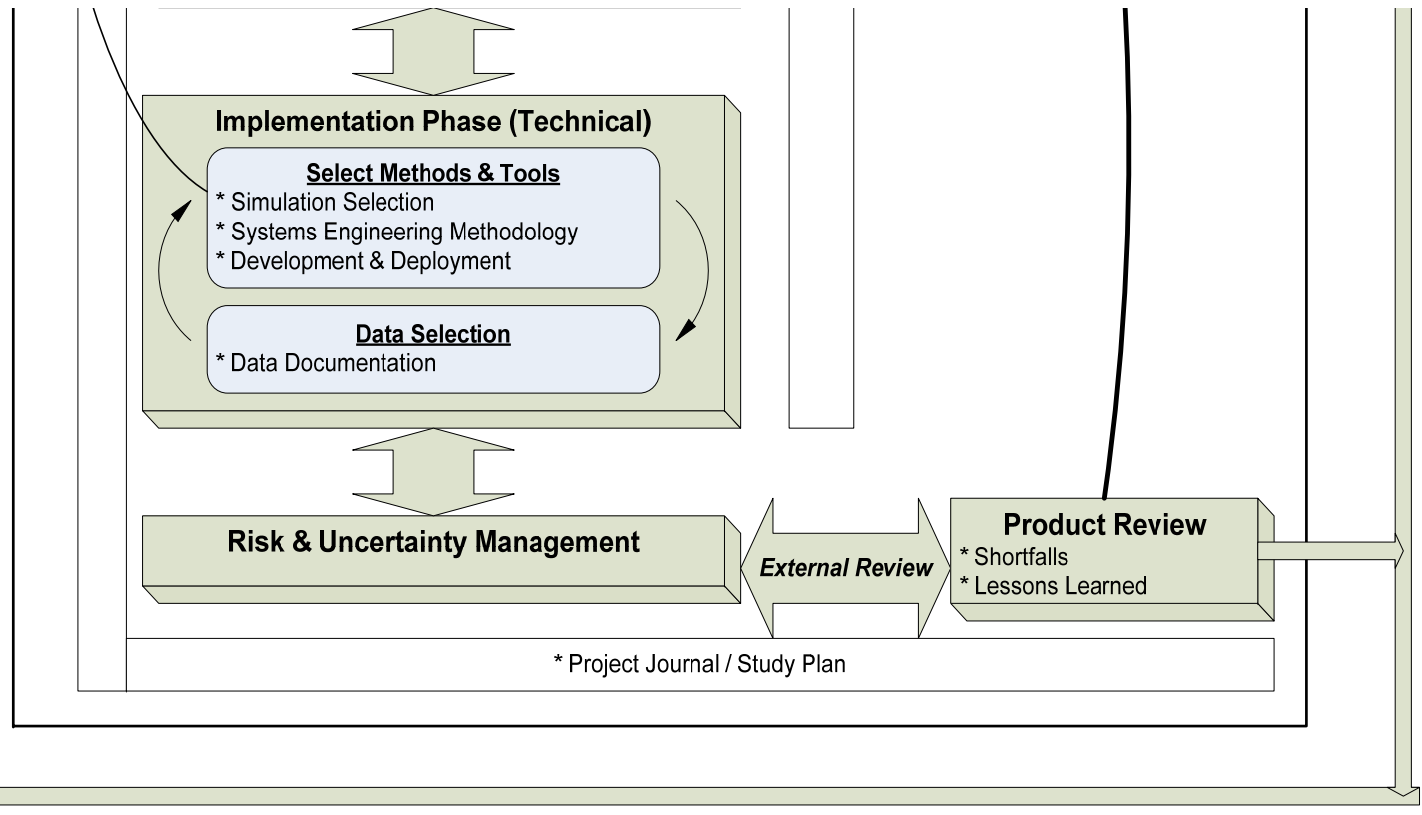 Implementation Phase (Technical)
Select Methods & Tools
* Simulation Selection
* Systems Engineering Methodology
* Development & Deployment
Data Selection
* Data Documentation
Risk & Uncertainty Management
External Review
Product Review
* Shortfalls
* Lessons Learned
* Project Journal / Study Plan